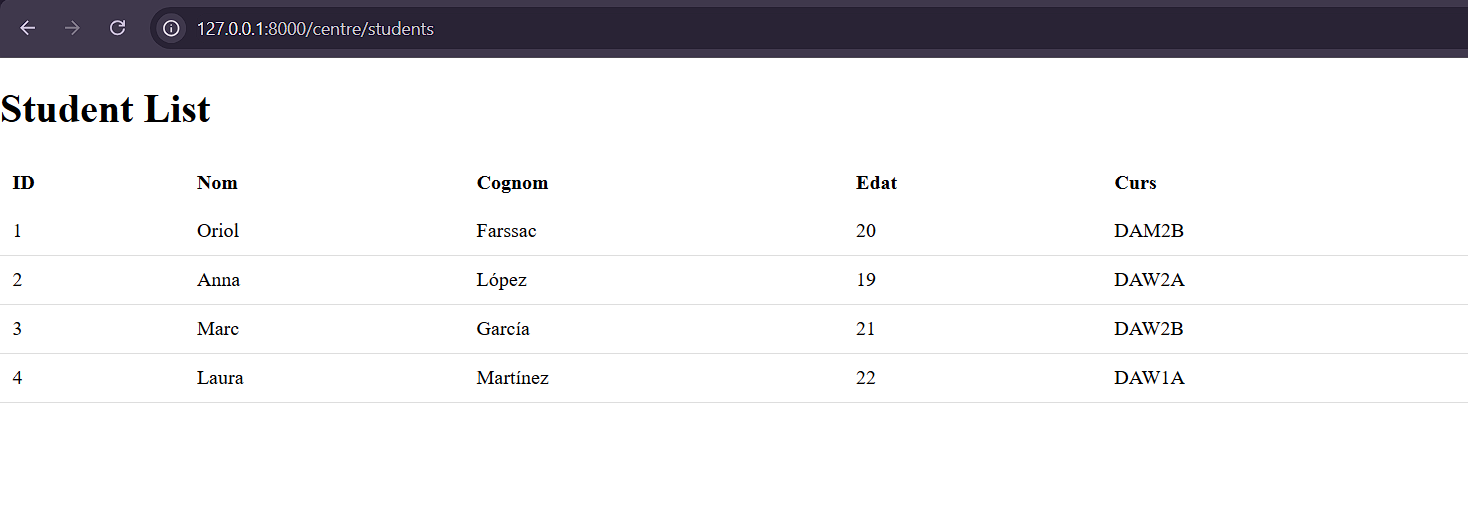 127.0.0.1:8000/centre/students
Student List
ID Nom Cognom Edat Curs
1 Oriol Farssac 20 DAM2B
2 Anna López 19 DAW2A
3 Marc García 21 DAW2B
4 Laura Martínez 22 DAW1A